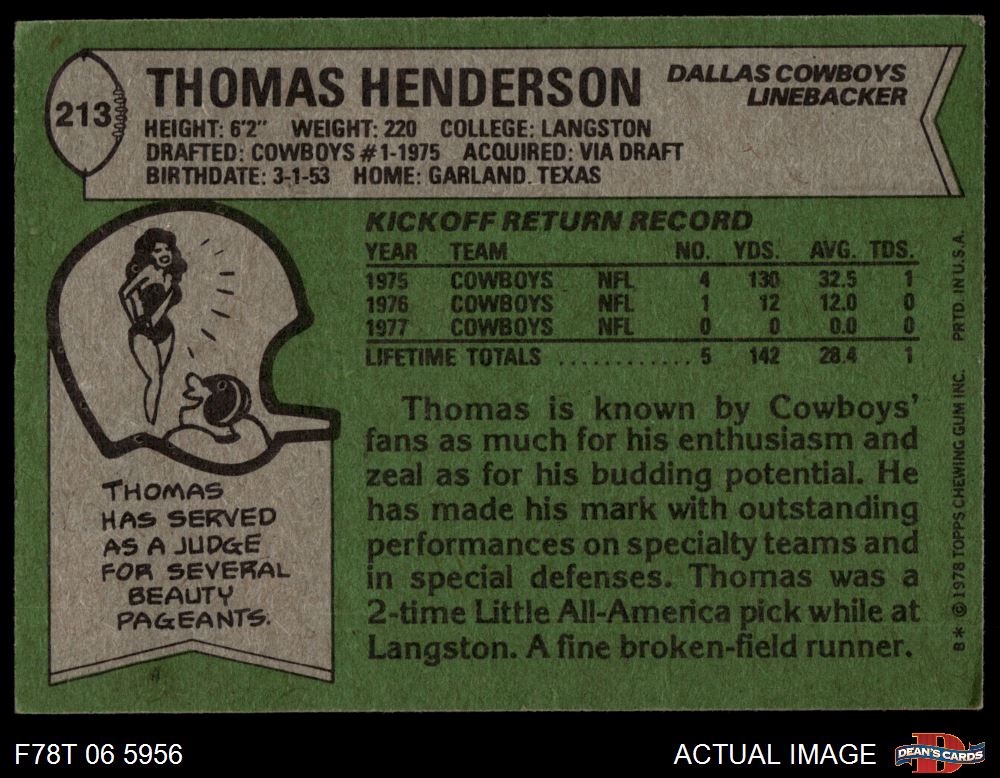 213
THOMAS HENDERSON
DALLAS COWBOYS
LINEBACKER
HEIGHT: 6'2" WEIGHT: 220 COLLEGE: LANGSTON
DRAFTED: COWBOYS #1-1975 ACQUIRED: VIA DRAFT
BIRTHDATE: 3-1-53 HOME: GARLAND. TEXAS
KICKOFF RETURN RECORD
YEAR TEAM NO. YDS. AVG. TDS.
1975 COWBOYS NFL 4 130 32.5 1
1976 COWBOYS NFL 1 12 12.0 0
1977 COWBOYS NFL 0 0 0.0 0
LIFETIME TOTALS ............ 5 142 28.4 1
Thomas is known by Cowboys'
fans as much for his enthusiasm and
zeal as for his budding potential. He
has made his mark with outstanding
performances on specialty teams and
in special defenses. Thomas was a
2-time Little All-America pick while at
Langston. A fine broken-field runner.
THOMAS
HAS SERVED
AS A JUDGE
FOR SEVERAL
BEAUTY
PAGEANTS.
8* © 1978 TOPPS CHEWING GUM INC. PRTD. IN U.S.A.
F78T 06 5956
ACTUAL IMAGE
DEAN'S CARDS